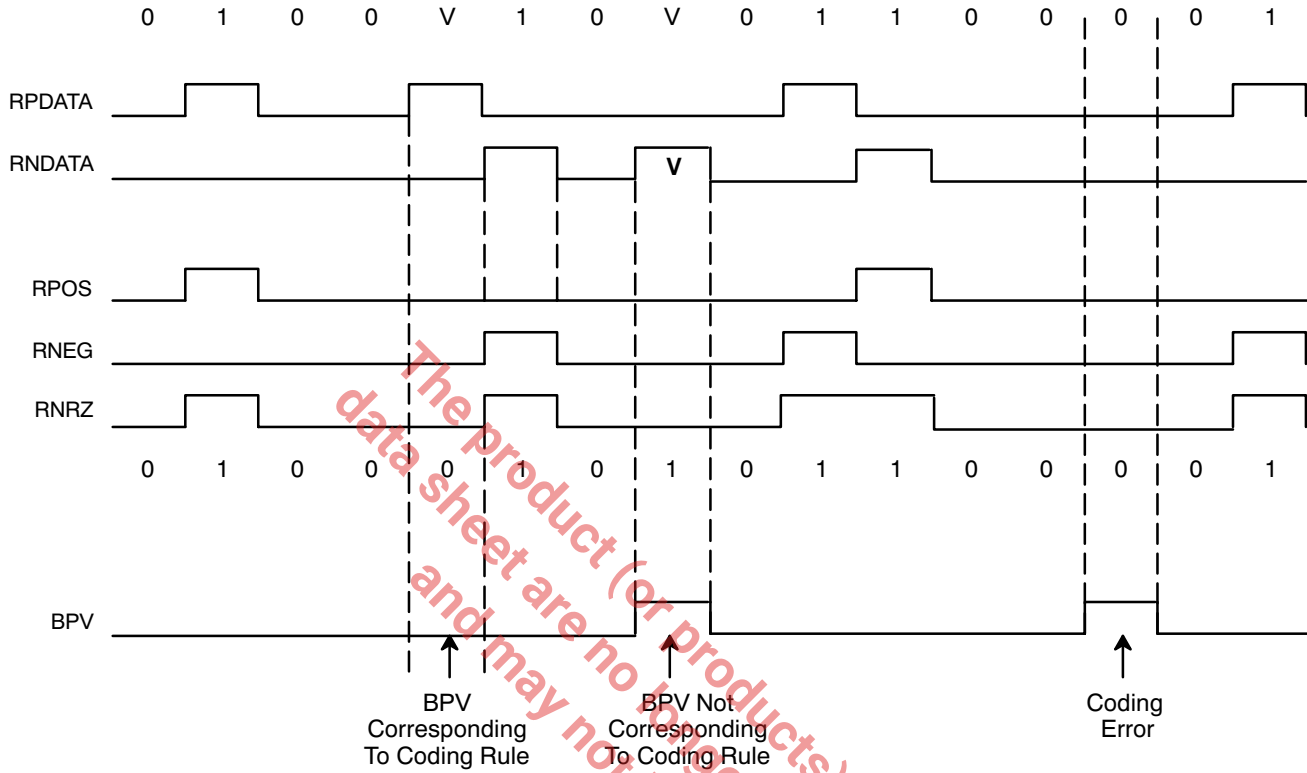 0 1 0 0 V 1 0 V 0 1 1 0 0 0 0 1
RPDATA
RNDATA
V
RPOS
RNEG
RNRZ
0 1 0 0 0 1 0 1 0 1 1 0 0 0 0 1
BPV
BPV
Corresponding
To Coding Rule
BPV Not
Corresponding
To Coding Rule
Coding
Error
The product (or products)
data sheet are no longe
and may not